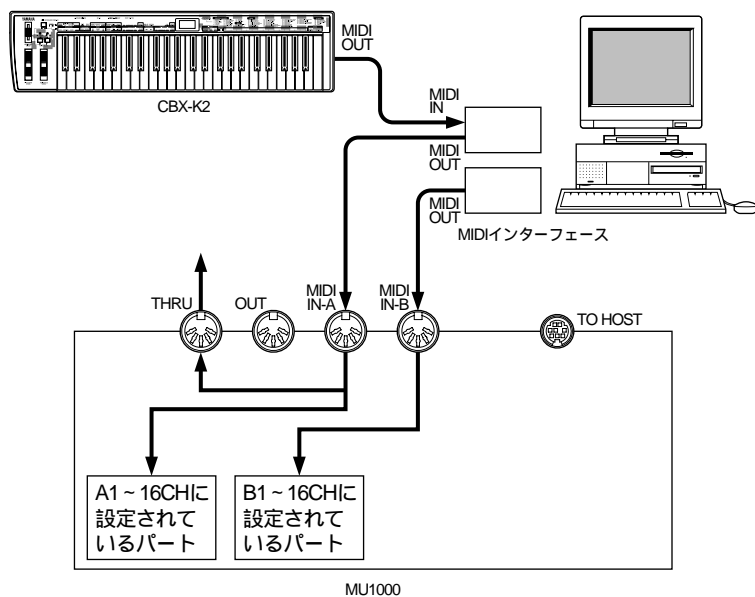 MIDI
OUT
CBX-K2
MIDI
IN
MIDI
OUT
MIDI
OUT
MIDIインターフェース
THRU
OUT
MIDI
IN-A
MIDI
IN-B
TO HOST
A1~16CHに
設定されて
いるパート
B1~16CHに
設定されて
いるパート
MU1000